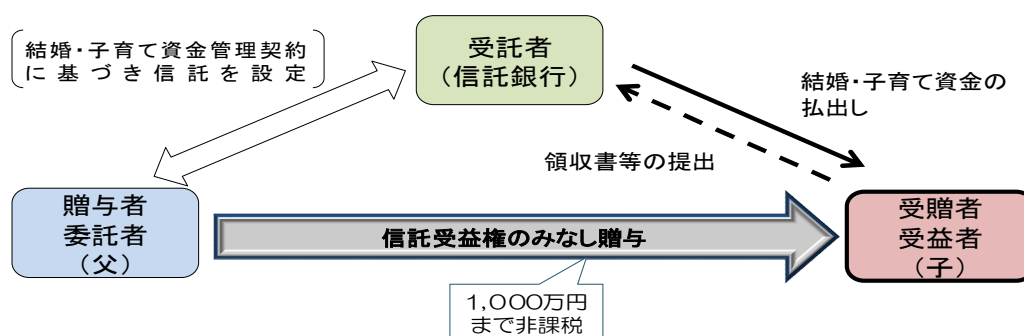 結婚・子育て資金管理契約
に基づき信託を設定
受託者
（信託銀行）
結婚・子育て資金の
払出し
領収書等の提出
贈与者
委託者
（父）
信託受益権のみなし贈与
受贈者
受益者
（子）
1,000万円
まで非課税